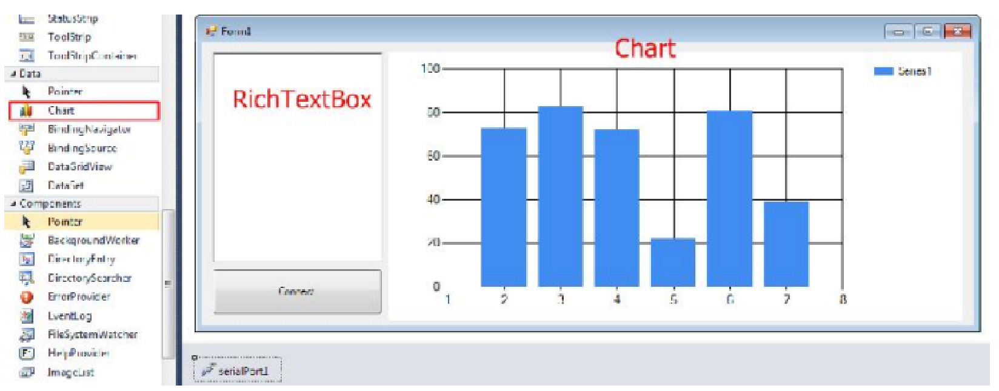 StatusStrip
ToolStrip
ToolStripContainer
Data
Pointer
Chart
BindingNavigator
BindingSource
DataGridView
DataSet
Components
Pointer
BackgroundWorker
DirectoryEntry
DirectorySearcher
ErrorProvider
EventLog
FileSystemWatcher
HelpProvider
ImageList
Form1
RichTextBox
Connect
Chart
100
80
60
40
20
0
1 2 3 4 5 6 7 8
Series1
serialPort1